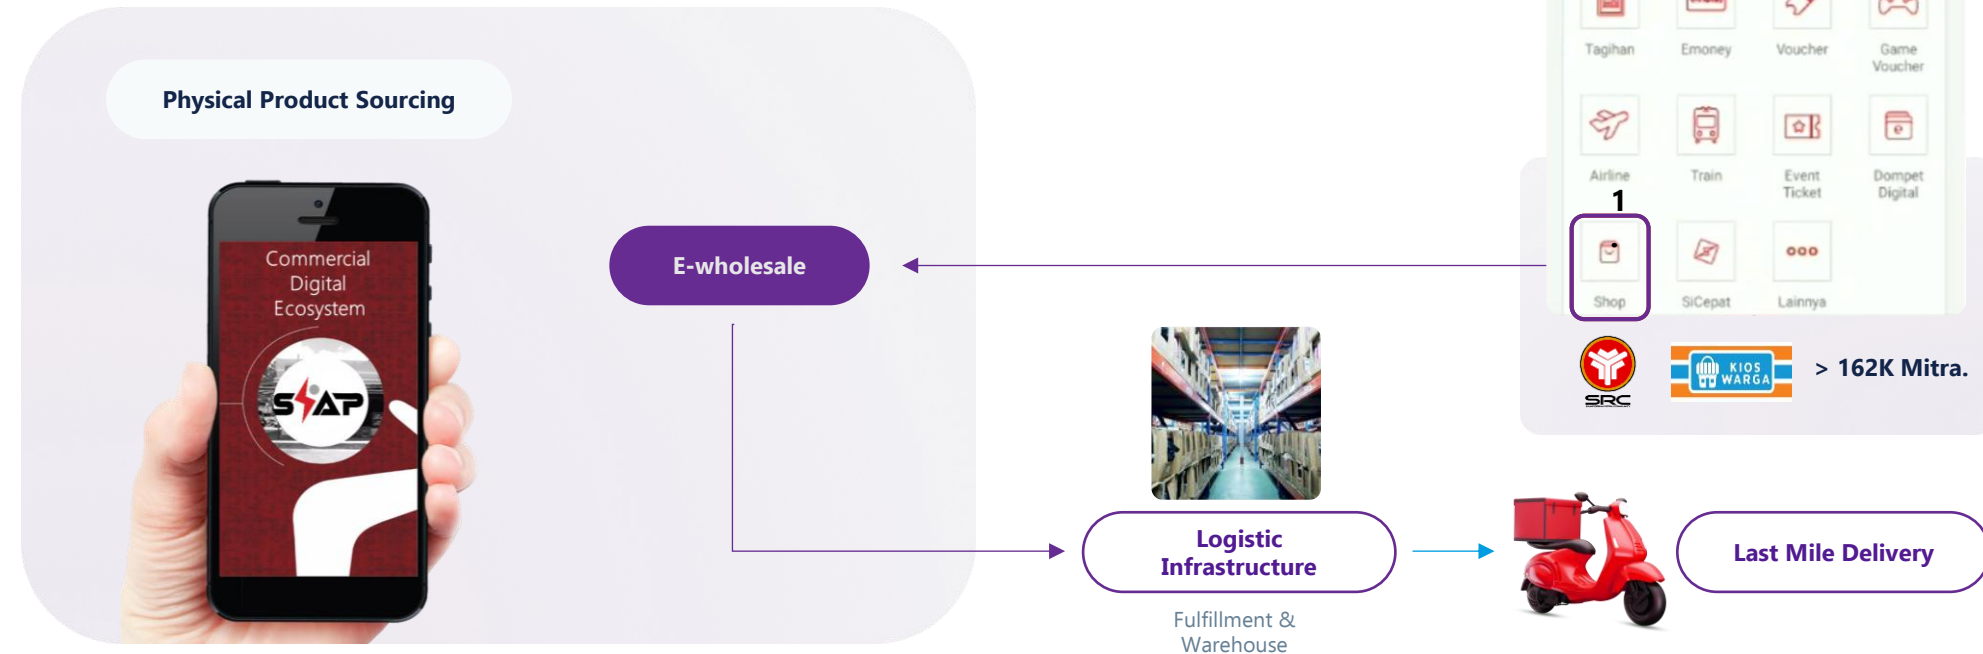 Physical Product Sourcing
Commercial
Digital
Ecosystem
SIAP
E-wholesale
Tagihan
Emoney
Voucher
Game
Voucher
Airline
Train
Event
Ticket
Dompet
Digital
1
Shop
SiCepat
Lainnya
SRC
KIOS
WARGA
> 162K Mitra.
Logistic
Infrastructure
Fulfillment &
Warehouse
Last Mile Delivery